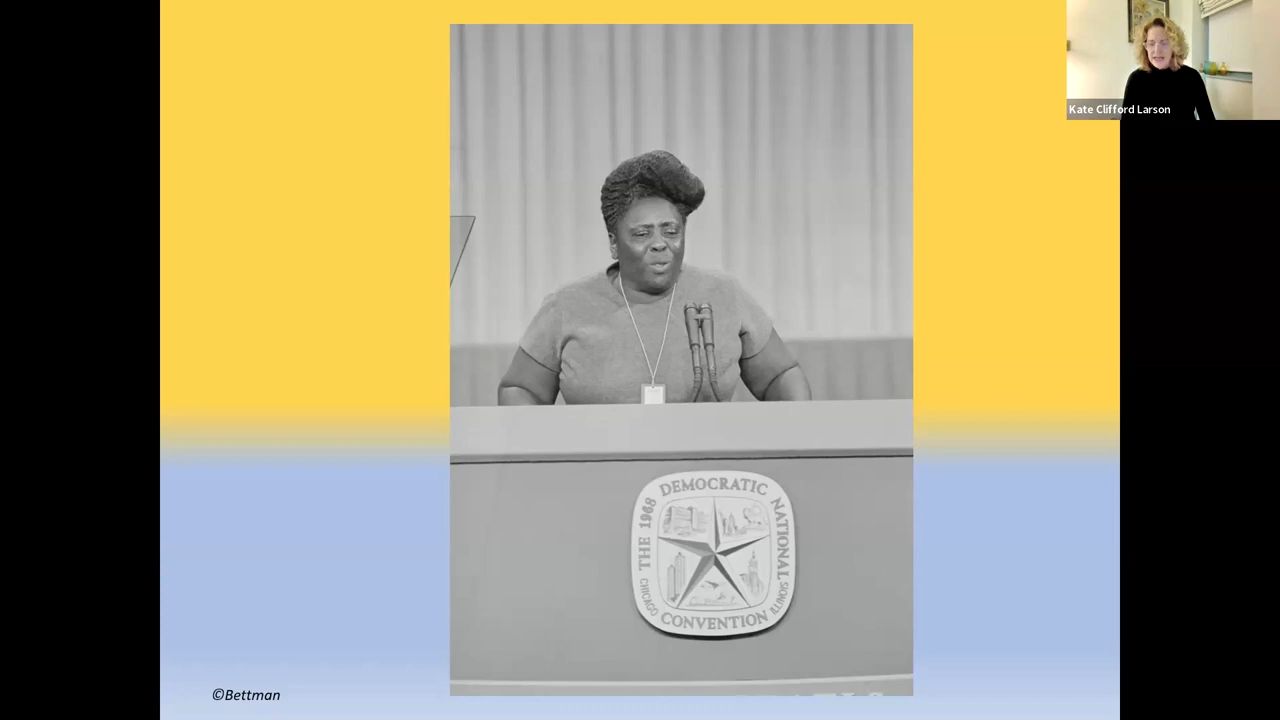 Kate Clifford Larson
THE 1968 DEMOCRATIC NATIONAL CONVENTION
CHICAGO ILLINOIS
©Bettman